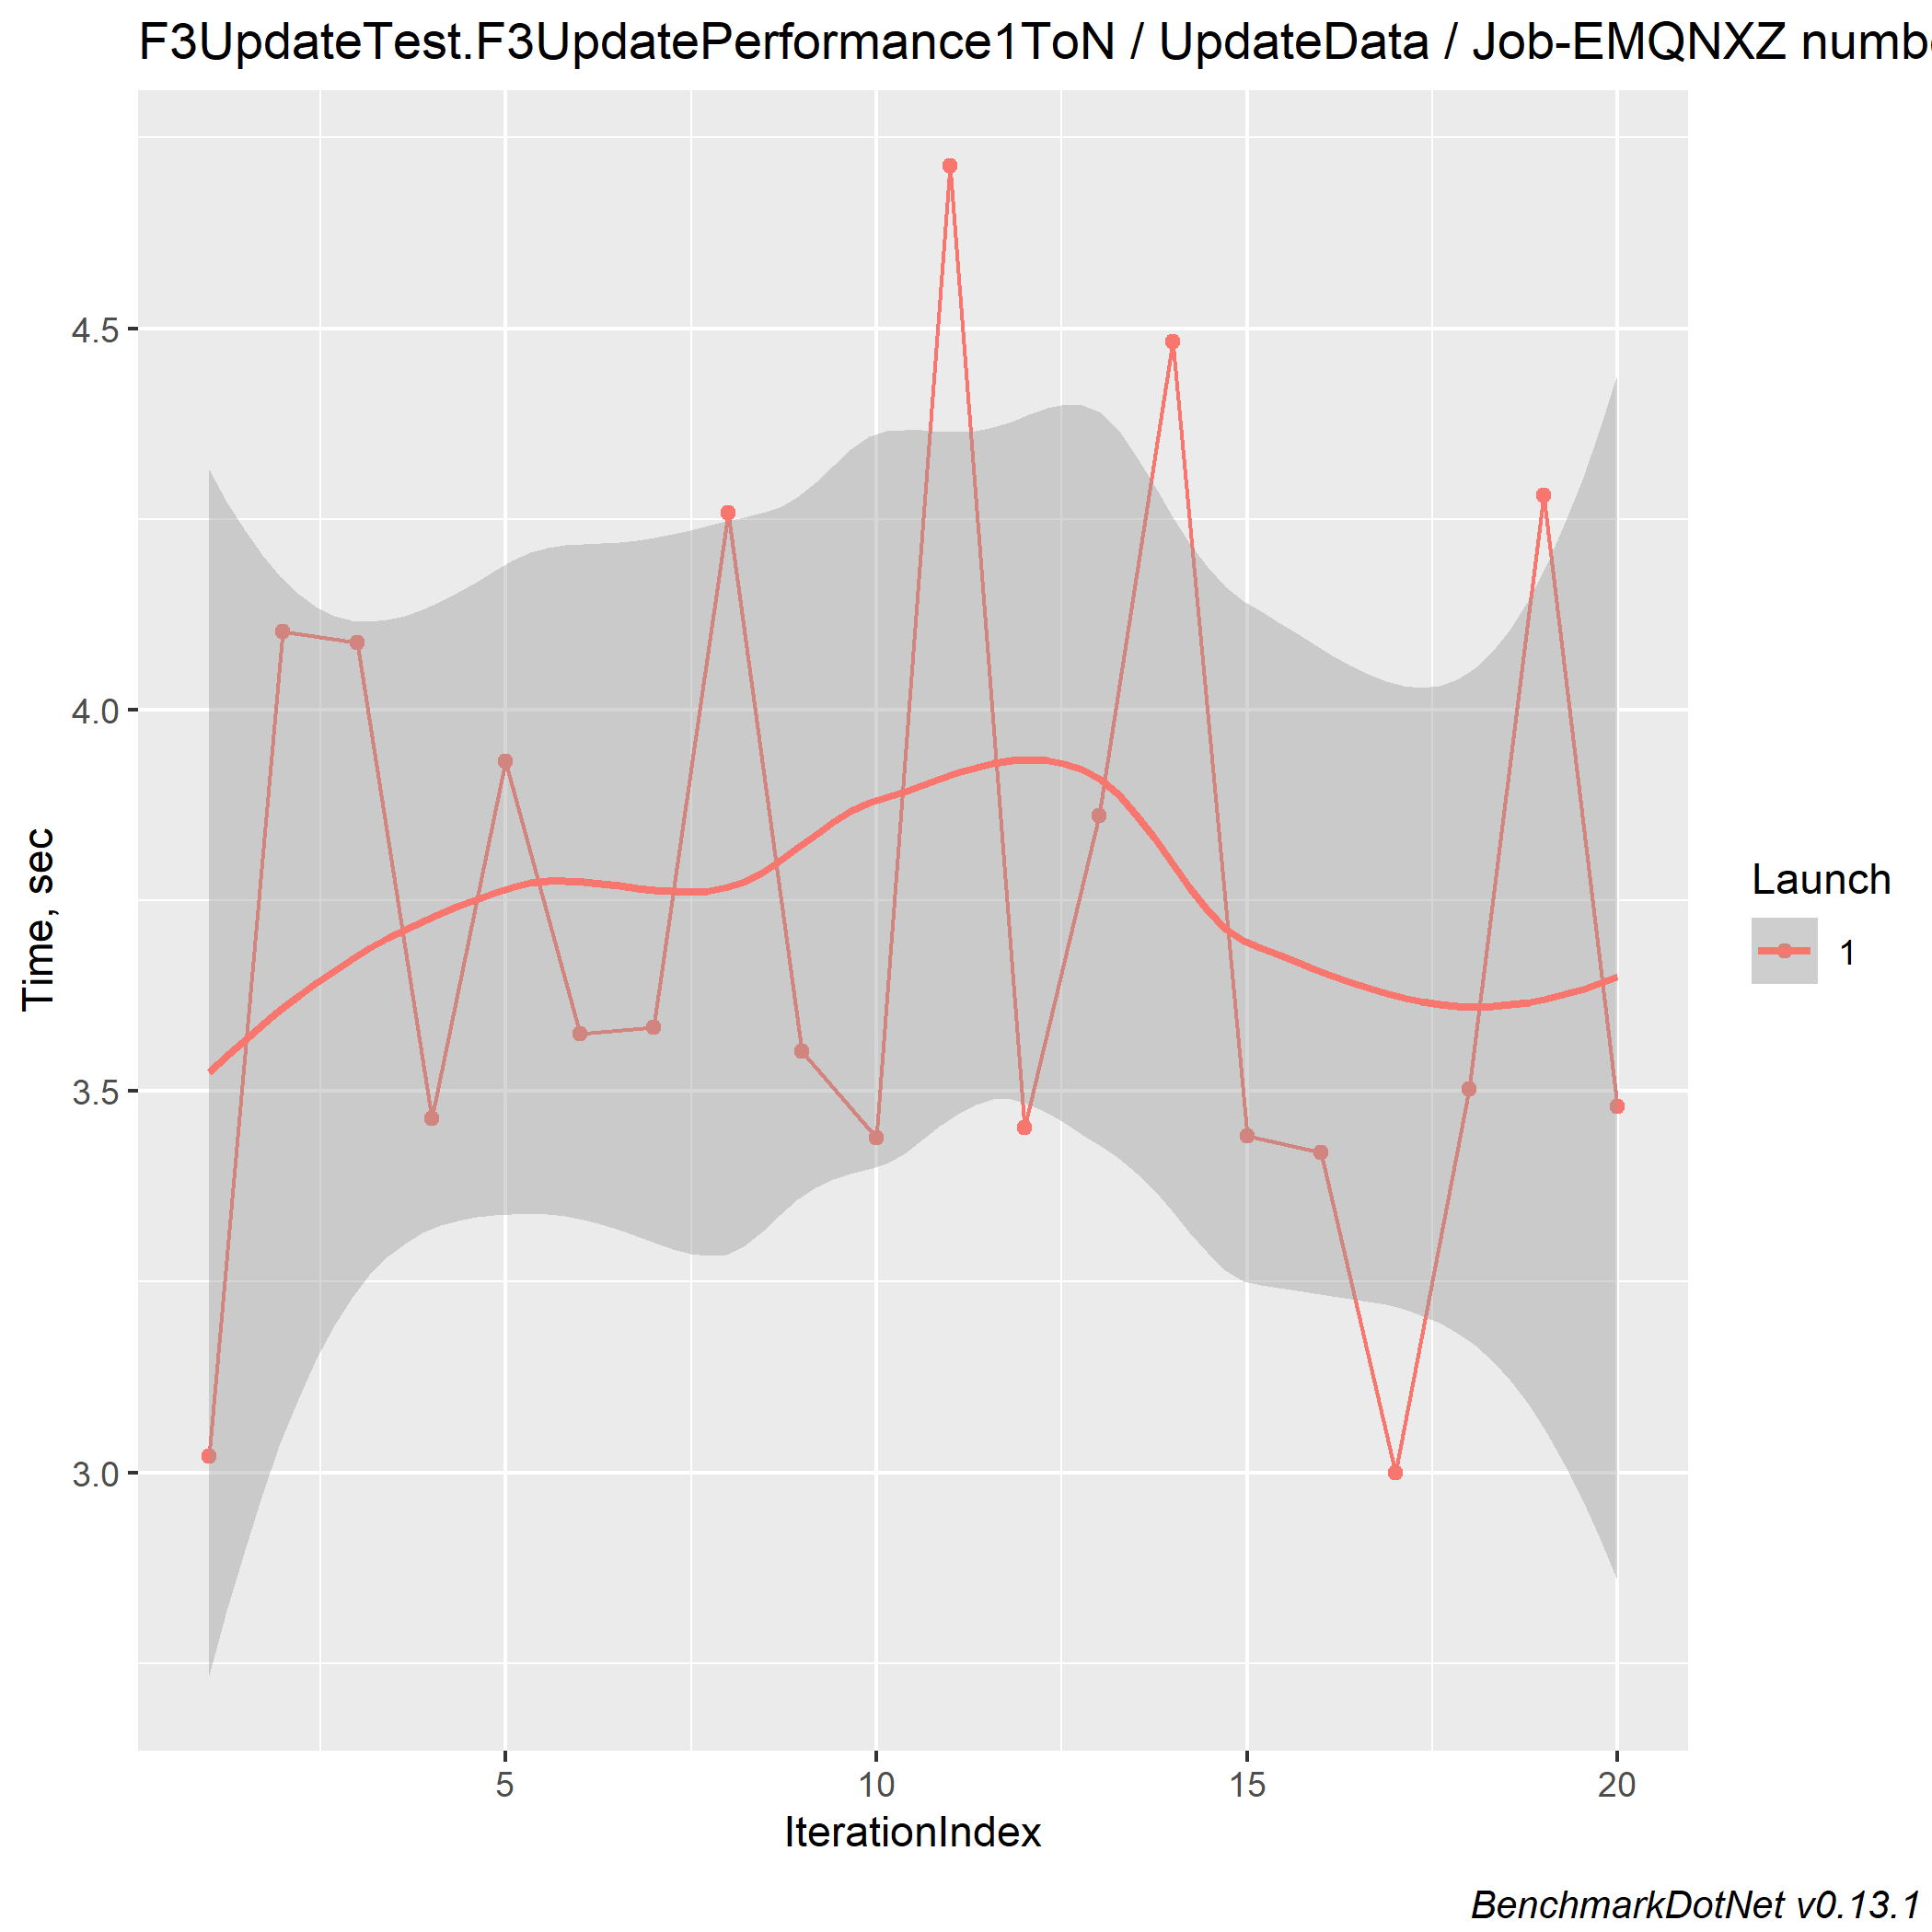 F3UpdateTest.F3UpdatePerformance1ToN / UpdateData / Job-EMQNXZ
4.5
4.0
3.5
3.0
Time, sec
5 10 15 20
IterationIndex
Launch
1
BenchmarkDotNet v0.13.1